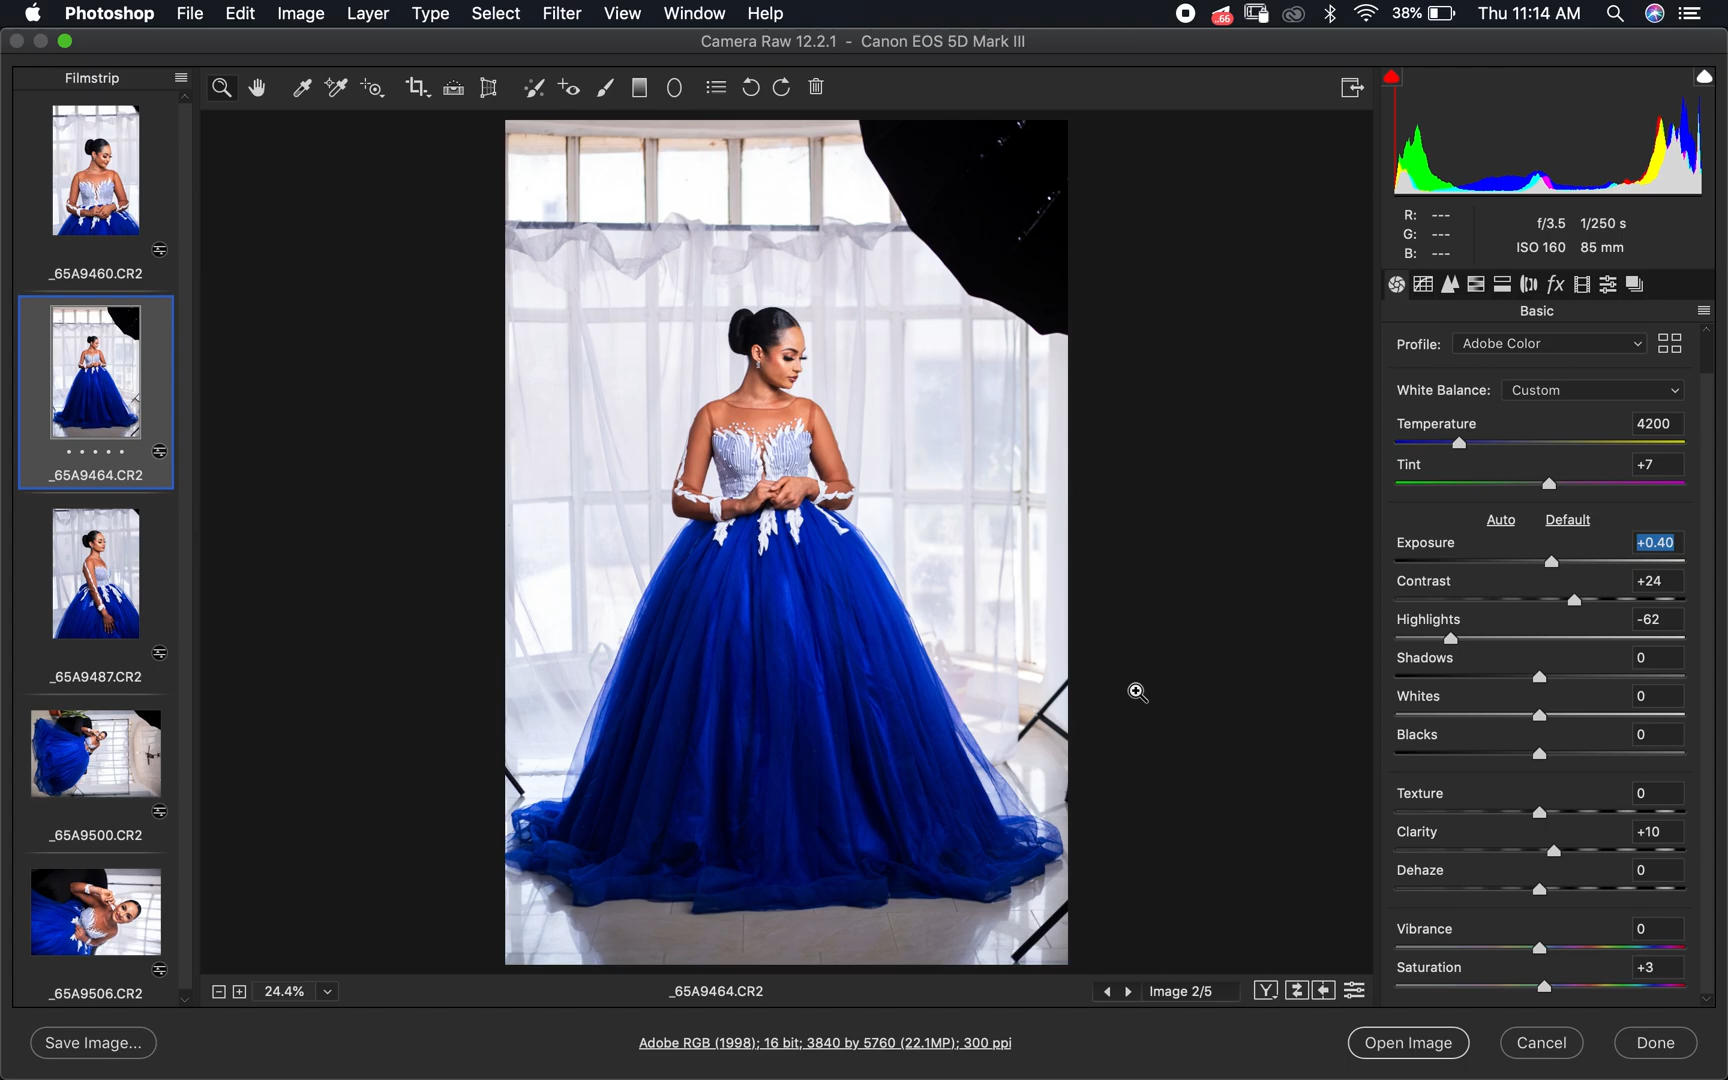 Photoshop File Edit Image Layer Type Select Filter View Window Help
66 38% Thu 11:14 AM
Camera Raw 12.2.1 - Canon EOS 5D Mark III
Filmstrip
_65A9460.CR2
_65A9464.CR2
_65A9487.CR2
_65A9500.CR2
_65A9506.CR2
R: ---
G: ---
B: ---
f/3.5 1/250 s
ISO 160 85 mm
fx
Basic
Profile: Adobe Color
White Balance: Custom
Temperature 4200
Tint +7
Auto Default
Exposure +0.40
Contrast +24
Highlights -62
Shadows 0
Whites 0
Blacks 0
Texture 0
Clarity +10
Dehaze 0
Vibrance 0
Saturation +3
24.4% _65A9464.CR2 Image 2/5 Y
Save Image... Adobe RGB (1998); 16 bit; 3840 by 5760 (22.1MP); 300 ppi Open Image Cancel Done